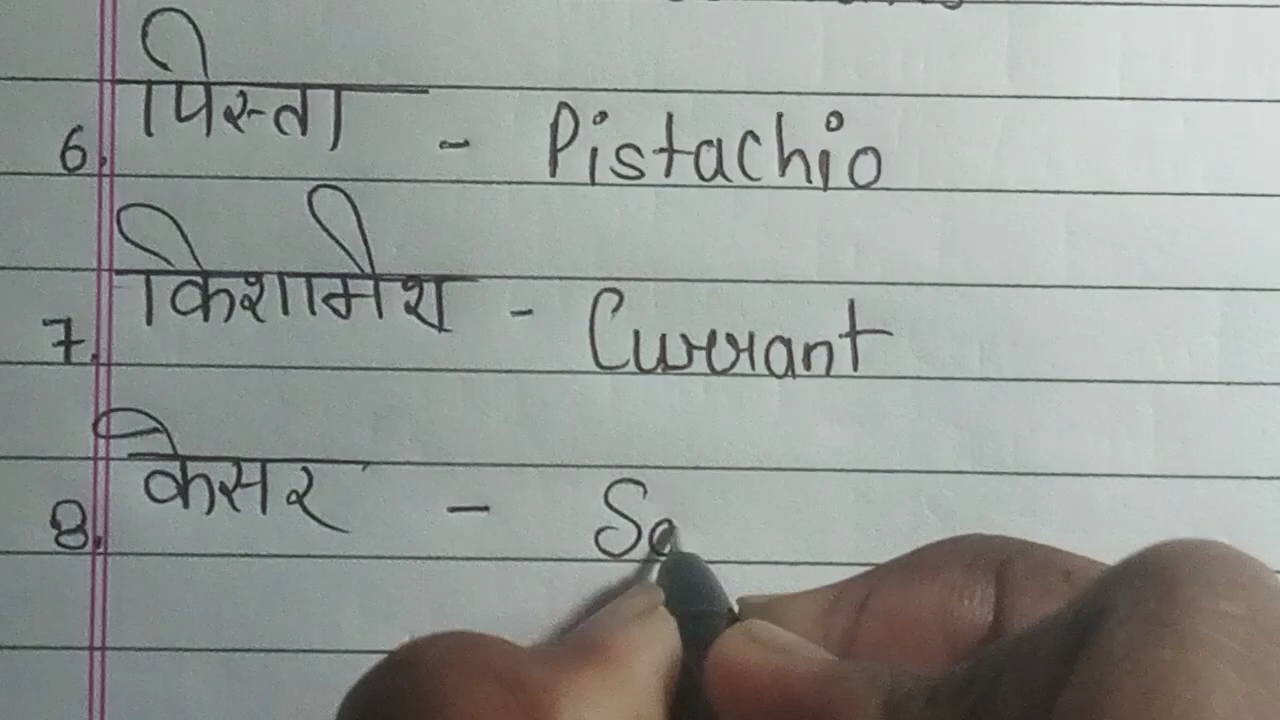 6. पिस्ता - Pistachio
7. किशामिश - Currant
8. केसर - Sa